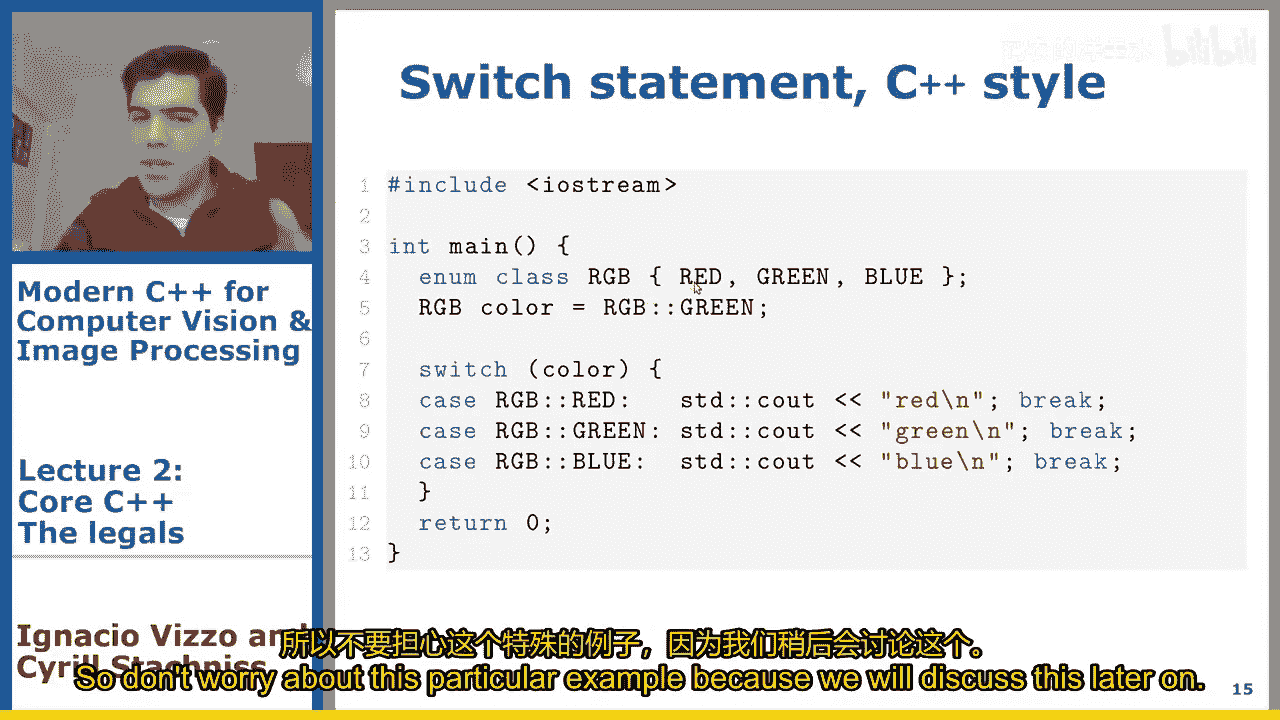 Switch statement, C++ style
bilibili
1 #include <iostream>
2
3 int main() {
4 enum class RGB { RED, GREEN, BLUE };
5 RGB color = RGB::GREEN;
6
7 switch (color) {
8 case RGB::RED: std::cout << "red\n"; break;
9 case RGB::GREEN: std::cout << "green\n"; break;
10 case RGB::BLUE: std::cout << "blue\n"; break;
11 }
12 return 0;
13 }
Modern C++ for
Computer Vision &
Image Processing
Lecture 2:
Core C++
The legals
Ignacio Vizzo and
Cyrill Stachniss
所以不要担心这个特殊的例子，因为我们稍后会讨论这个。
So don't worry about this particular example because we will discuss this later on.
15